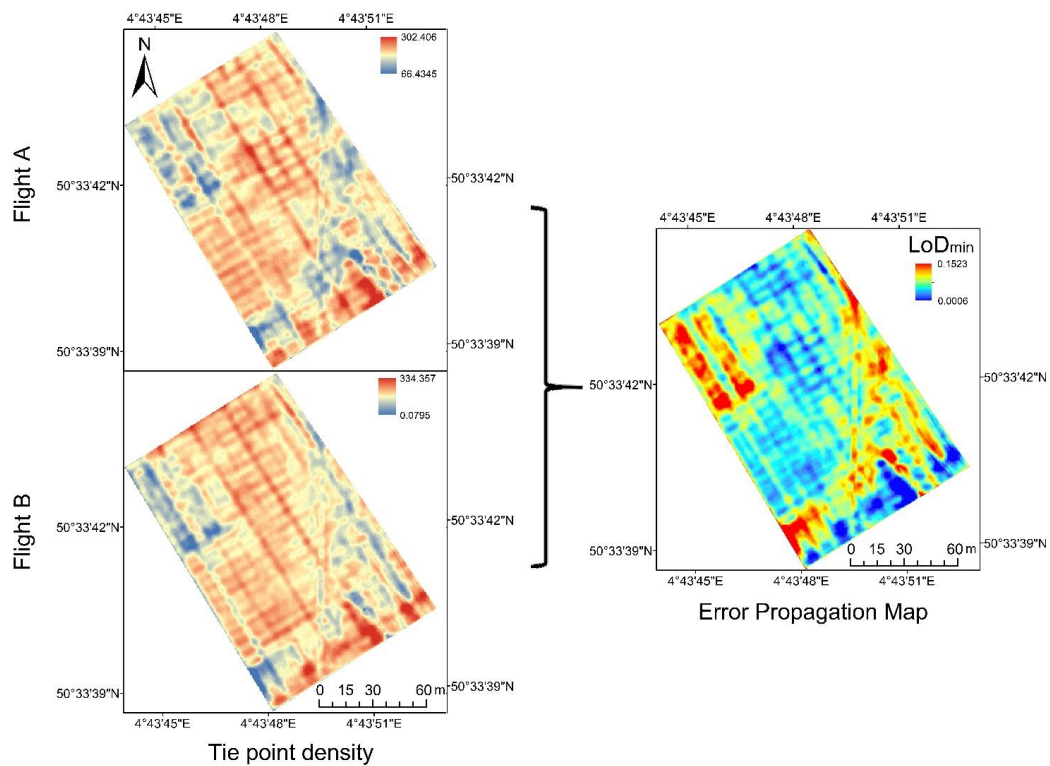 4°43'45"E 4°43'48"E 4°43'51"E
N
302.406
66.4345
Flight A
50°33'42"N 50°33'42"N
50°33'39"N 50°33'39"N
334.357
0.0795
Flight B
50°33'42"N 50°33'42"N
50°33'39"N 50°33'39"N
0 15 30 60 m
4°43'45"E 4°43'48"E 4°43'51"E
Tie point density
4°43'45"E 4°43'48"E 4°43'51"E
LoDmin
0.1523
0.0006
50°33'42"N 50°33'42"N
50°33'39"N 50°33'39"N
0 15 30 60 m
4°43'45"E 4°43'48"E 4°43'51"E
Error Propagation Map